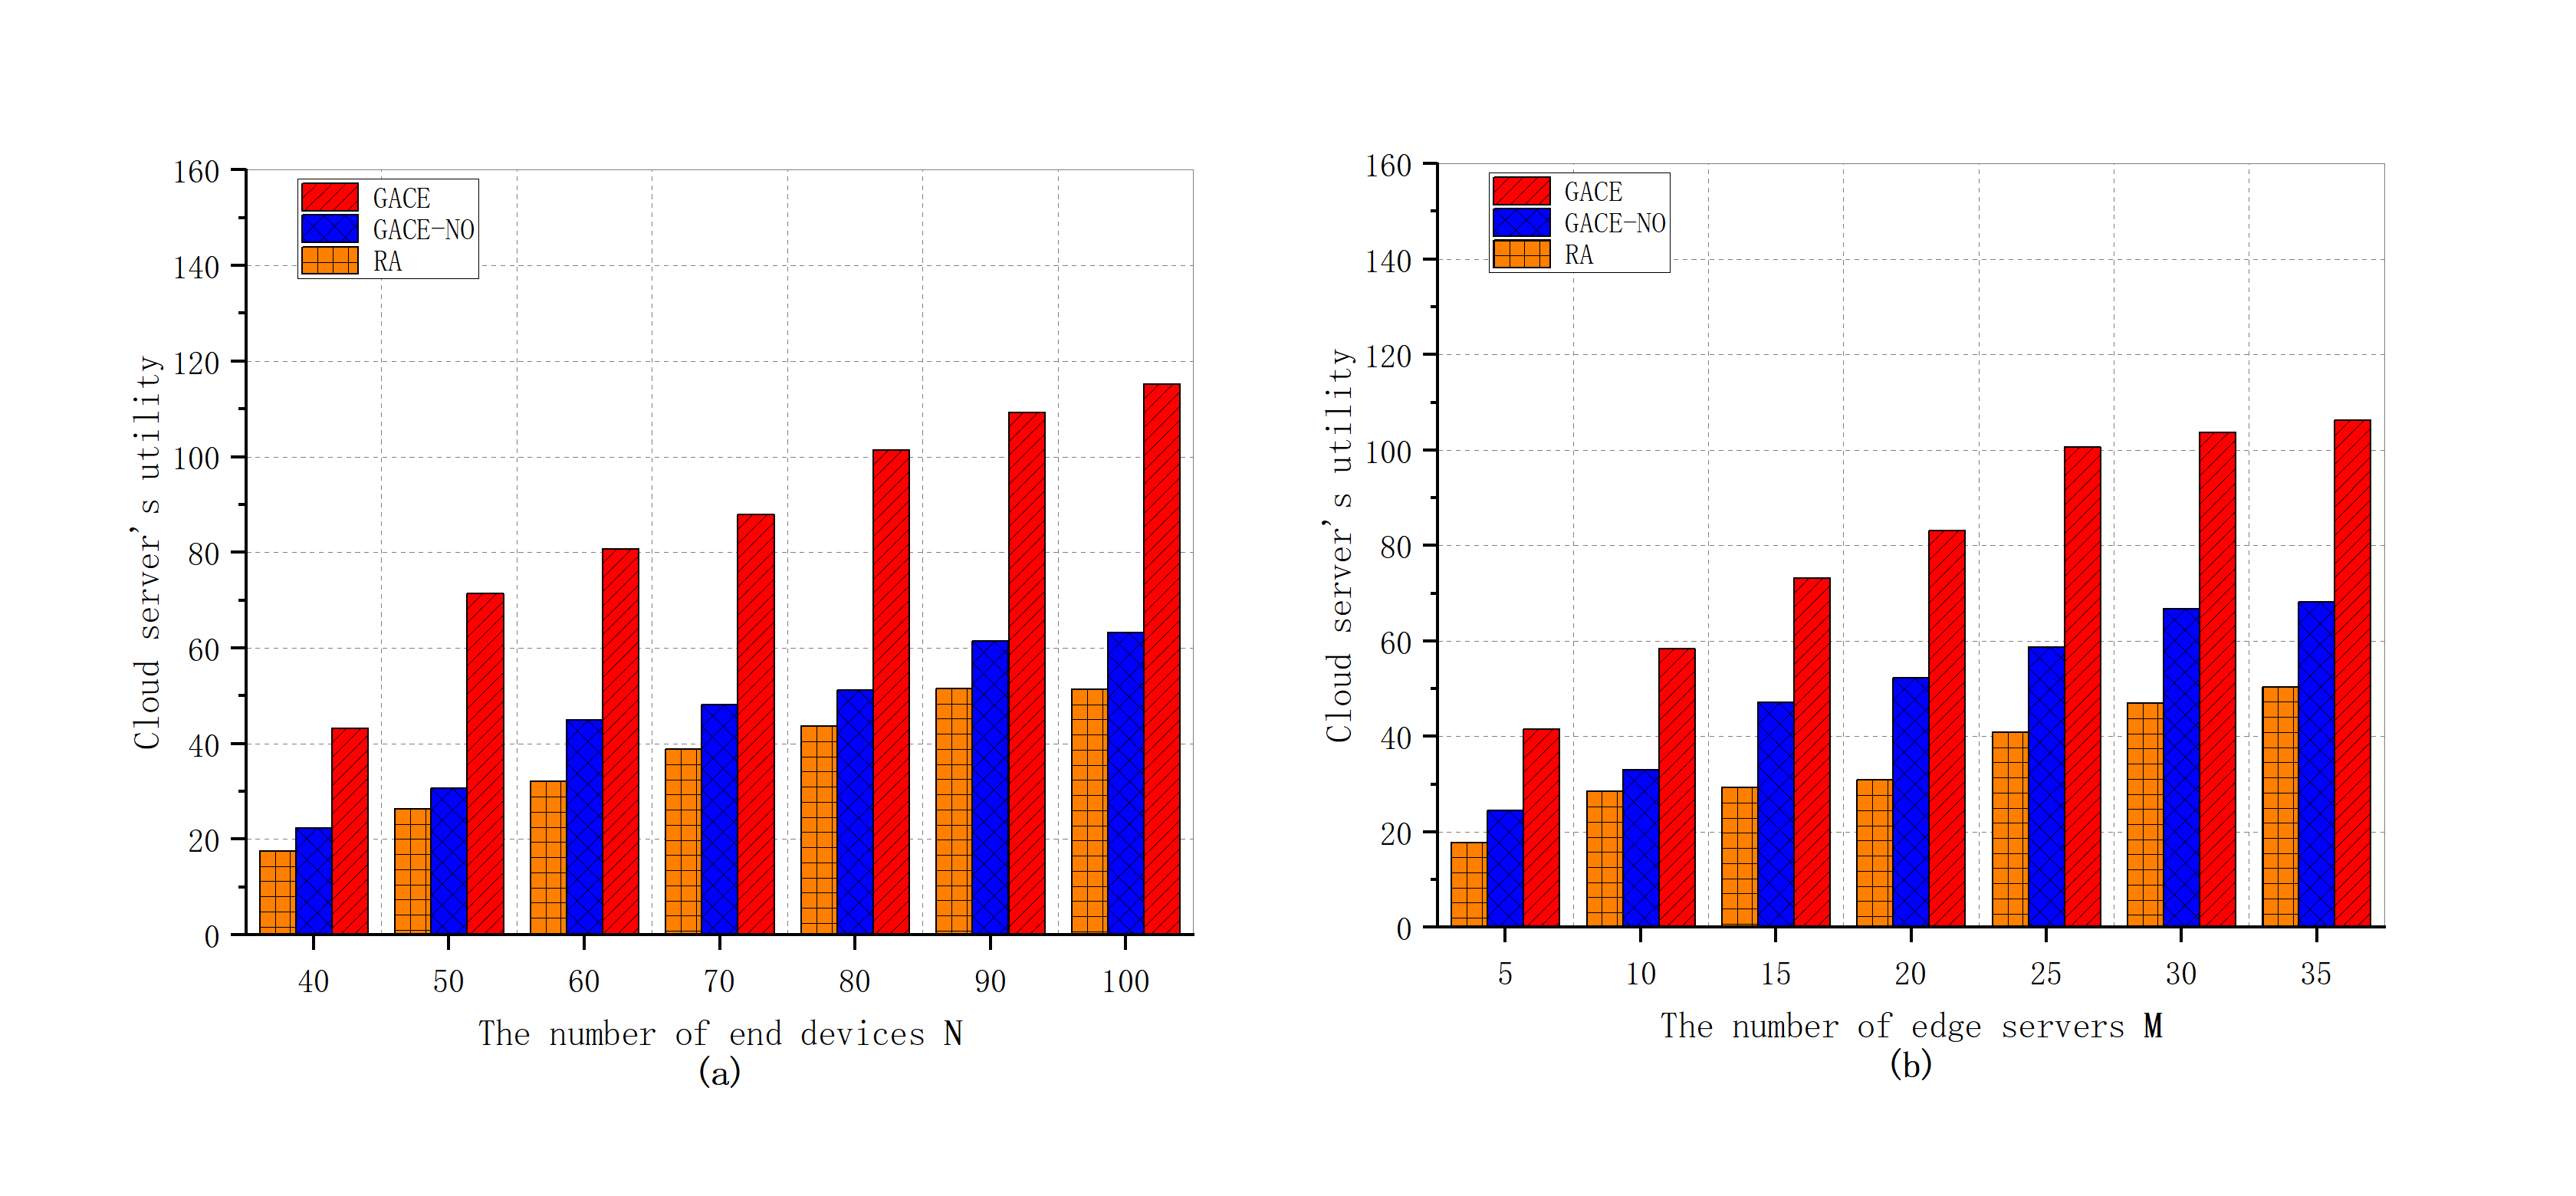 GACE
GACE-NO
RA
160
140
120
100
80
60
40
20
0
Cloud server's utility
40 50 60 70 80 90 100
The number of end devices N
(a)
GACE
GACE-NO
RA
160
140
120
100
80
60
40
20
0
Cloud server's utility
5 10 15 20 25 30 35
The number of edge servers M
(b)